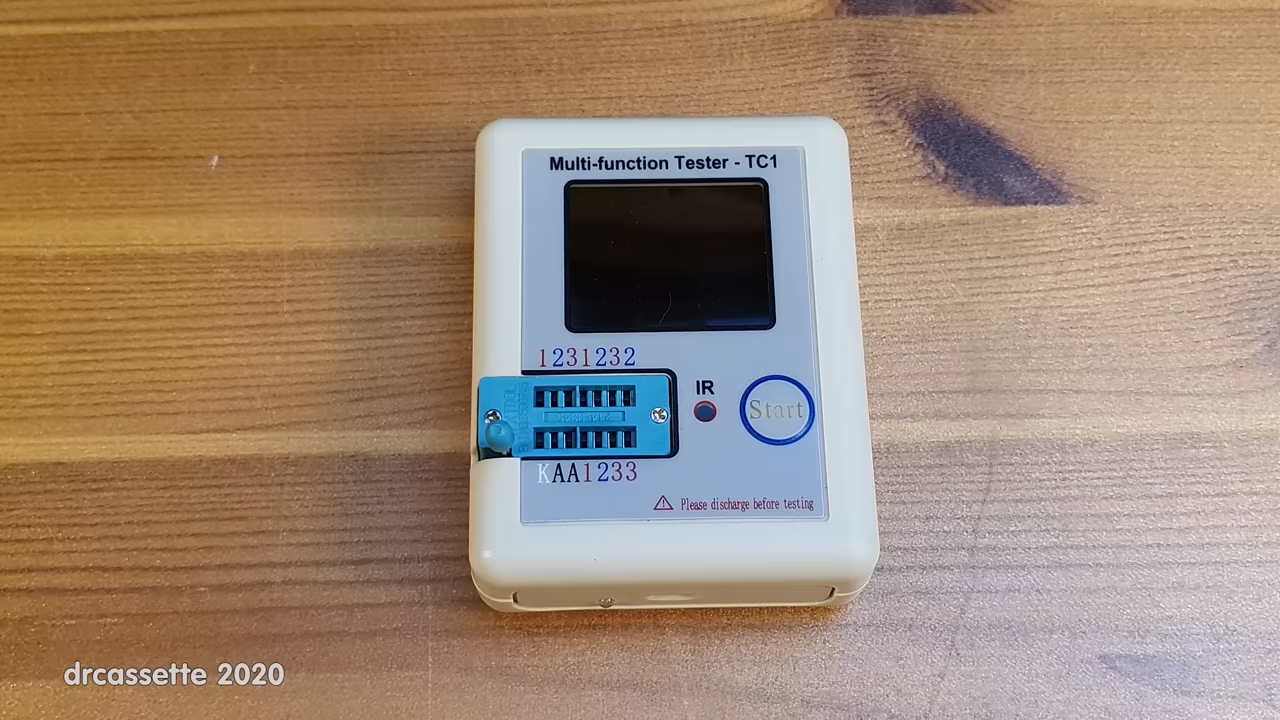 Multi-function Tester - TC1
1231232
IR
Start
KAA1233
Please discharge before testing
drcassette 2020